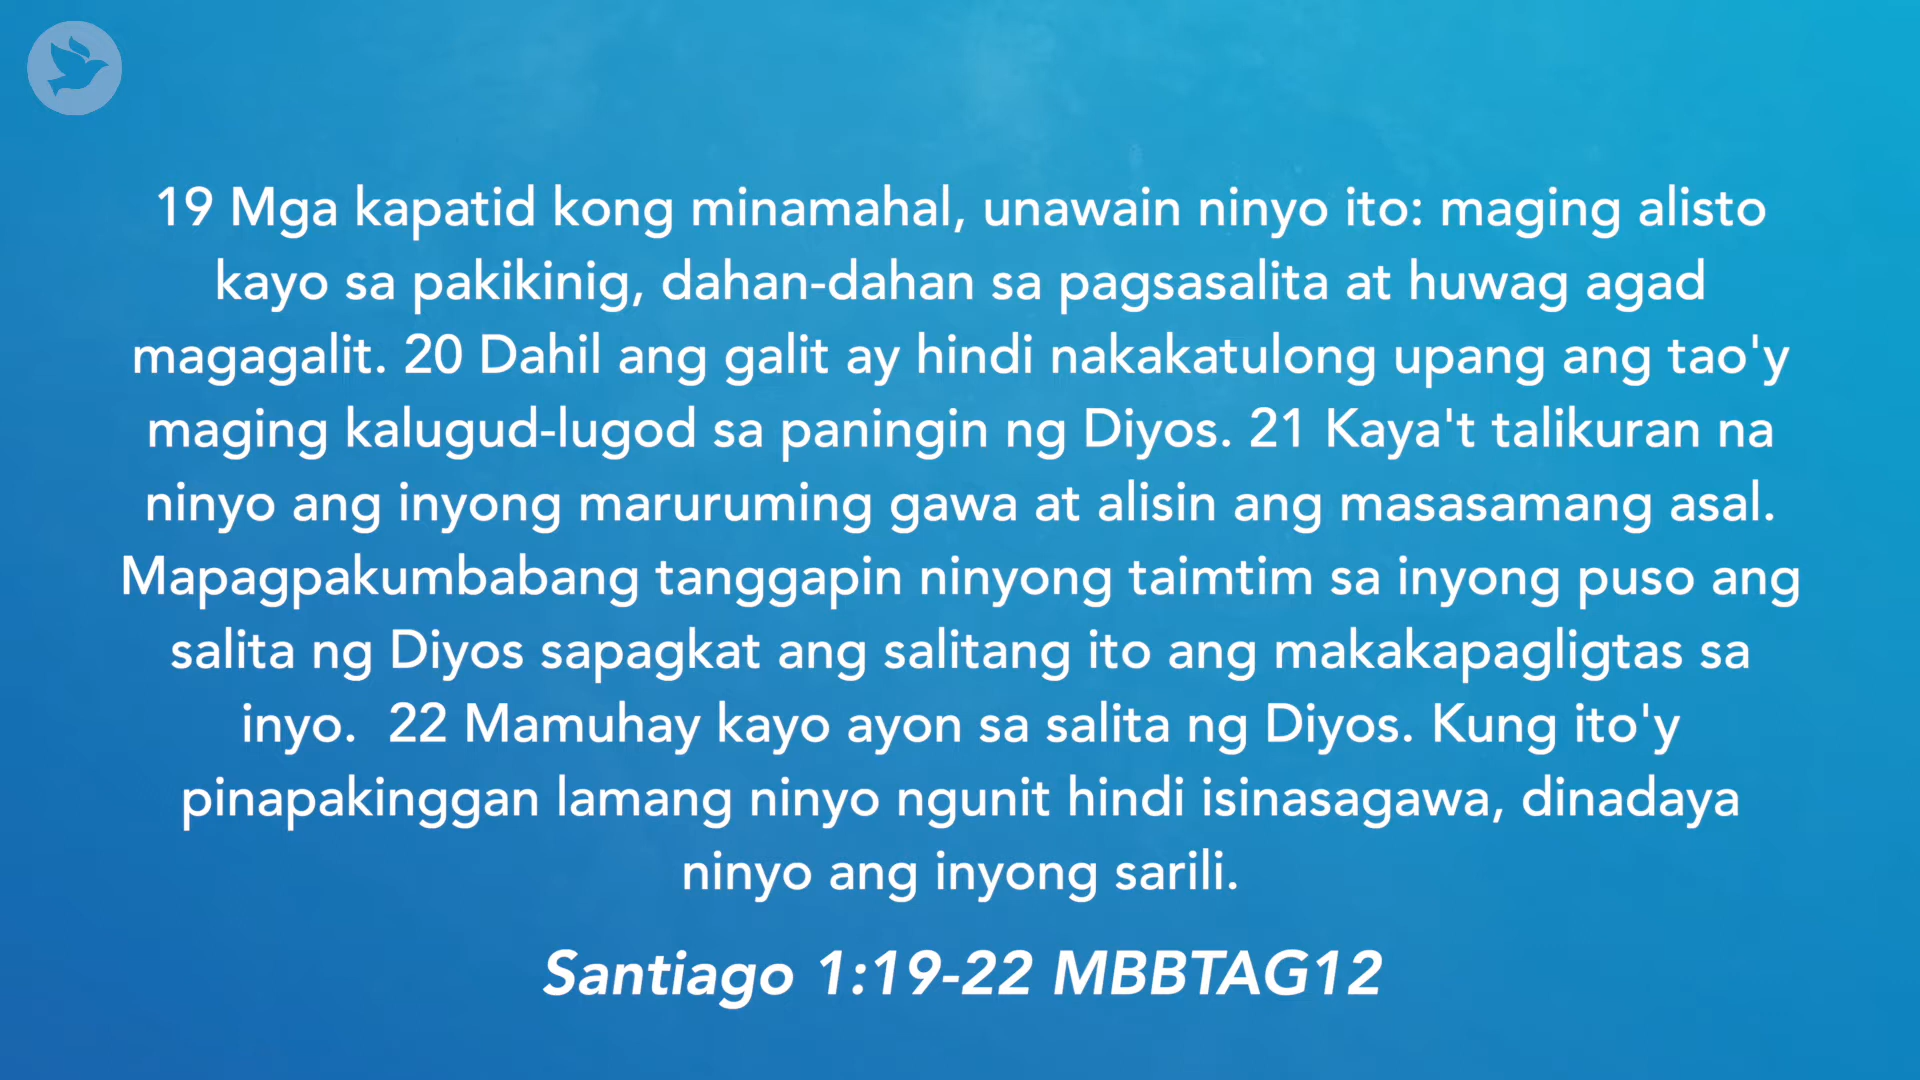 19 Mga kapatid kong minamahal, unawain ninyo ito: maging alisto
kayo sa pakikinig, dahan-dahan sa pagsasalita at huwag agad
magagalit. 20 Dahil ang galit ay hindi nakakatulong upang ang tao'y
maging kalugud-lugod sa paningin ng Diyos. 21 Kaya't talikuran na
ninyo ang inyong maruruming gawa at alisin ang masasamang asal.
Mapagpakumbabang tanggapin ninyong taimtim sa inyong puso ang
salita ng Diyos sapagkat ang salitang ito ang makakapagligtas sa
inyo.  22 Mamuhay kayo ayon sa salita ng Diyos. Kung ito'y
pinapakinggan lamang ninyo ngunit hindi isinasagawa, dinadaya
ninyo ang inyong sarili.
Santiago 1:19-22 MBBTAG12